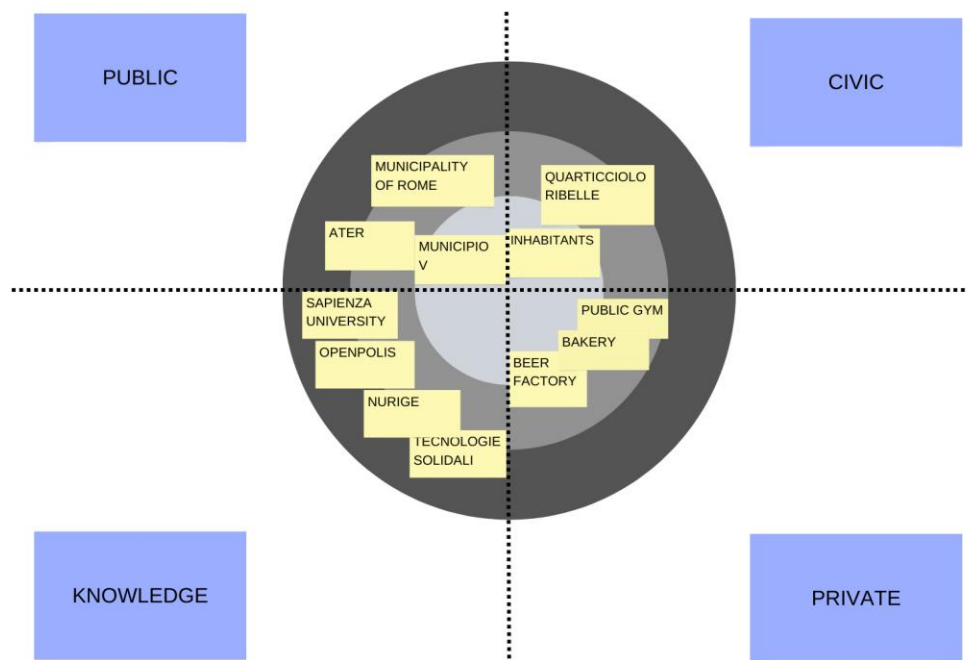 PUBLIC
CIVIC
MUNICIPALITY
OF ROME
QUARTICCIOLO
RIBELLE
ATER
MUNICIPIO
V
INHABITANTS
SAPIENZA
UNIVERSITY
PUBLIC GYM
BAKERY
OPENPOLIS
BEER
FACTORY
NURIGE
TECNOLOGIE
SOLIDALI
KNOWLEDGE
PRIVATE